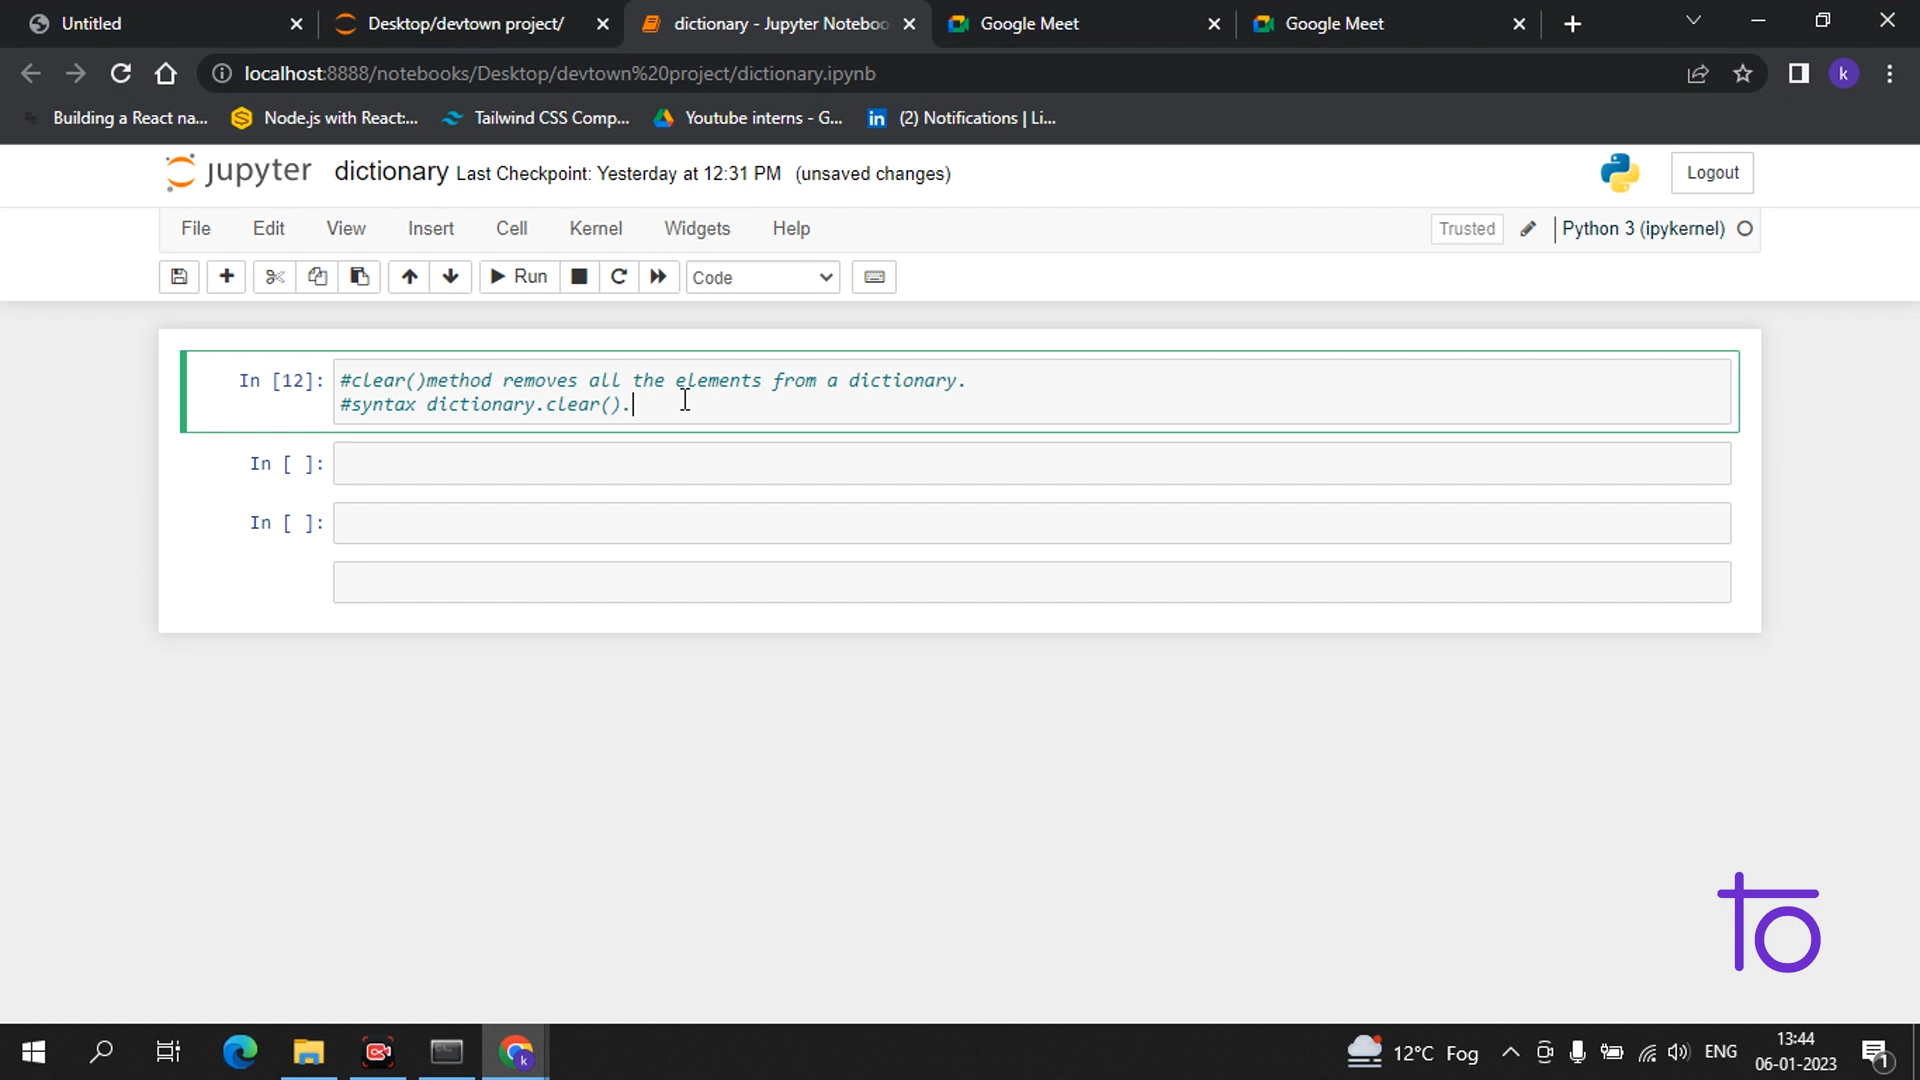 Untitled
Desktop/devtown project/
dictionary - Jupyter Noteboo
Google Meet
Google Meet
localhost:8888/notebooks/Desktop/devtown%20project/dictionary.ipynb
k
Building a React na...
Node.js with React:...
Tailwind CSS Comp...
Youtube interns - G...
in
(2) Notifications | Li...
jupyter dictionary Last Checkpoint: Yesterday at 12:31 PM (unsaved changes)
Logout
File Edit View Insert Cell Kernel Widgets Help
Trusted
Python 3 (ipykernel)
Run
Code
In [12]: #clear()method removes all the elements from a dictionary.
#syntax dictionary.clear().
In [ ]:
In [ ]:
to
k
12°C Fog
ENG
13:44
06-01-2023
1